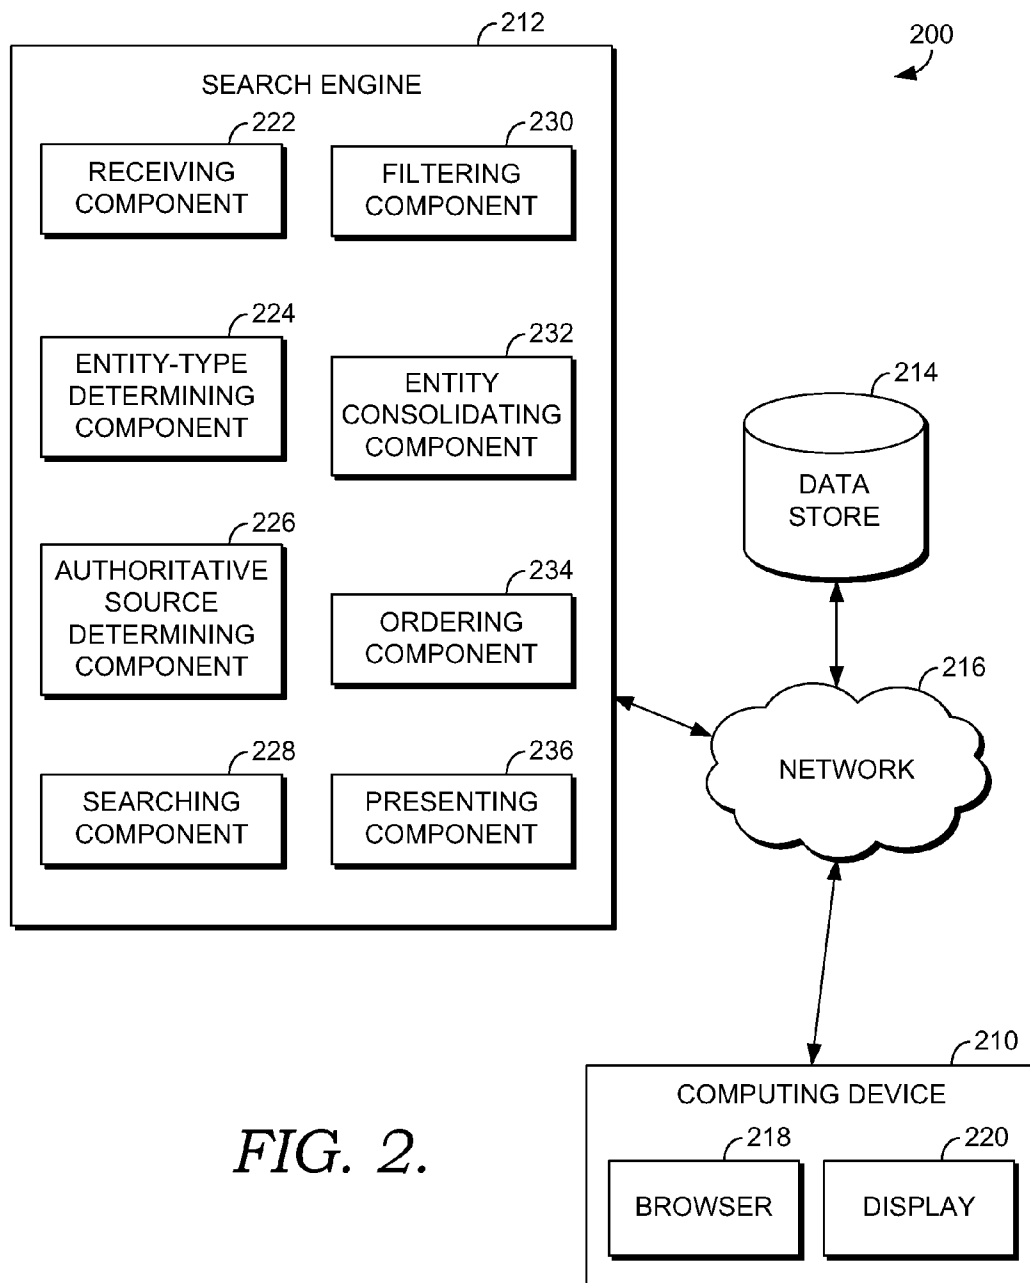 212
200
SEARCH ENGINE
222
RECEIVING
COMPONENT
230
FILTERING
COMPONENT
224
ENTITY-TYPE
DETERMINING
COMPONENT
232
ENTITY
CONSOLIDATING
COMPONENT
214
DATA
STORE
226
AUTHORITATIVE
SOURCE
DETERMINING
COMPONENT
234
ORDERING
COMPONENT
216
NETWORK
228
SEARCHING
COMPONENT
236
PRESENTING
COMPONENT
210
COMPUTING DEVICE
218
BROWSER
220
DISPLAY
FIG. 2.